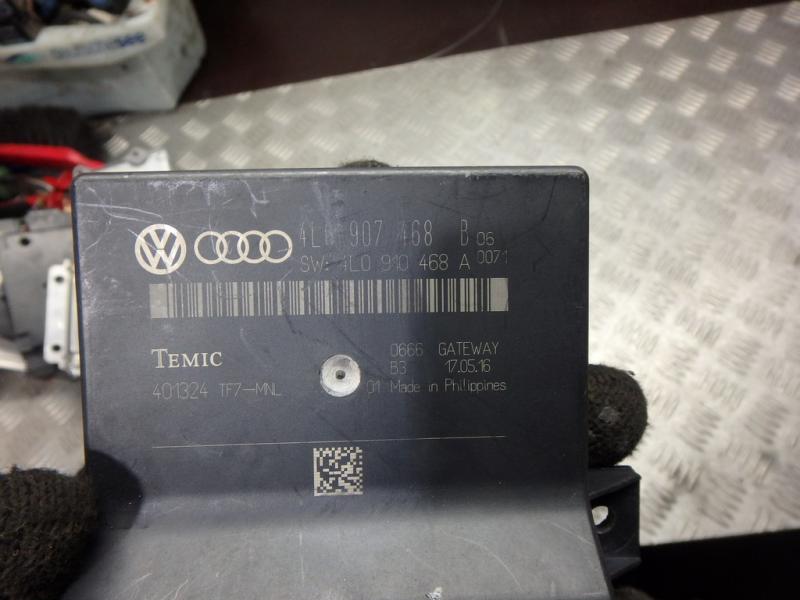 VW 4L0 907 468 B 06
SW: 4L0 910 468 A 0071
TEMIC
0666 GATEWAY
B3 17.05.16
401324 TF7-MNL 01 Made in Philippines